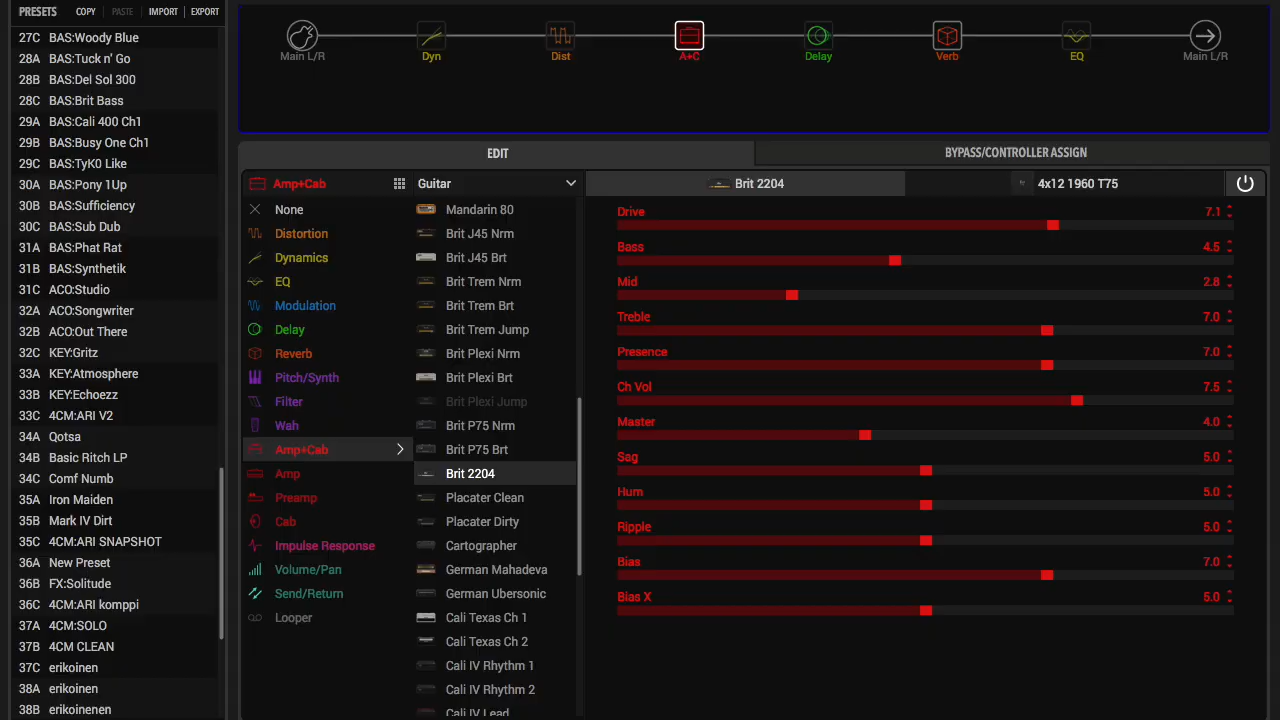 PRESETS COPY PASTE IMPORT EXPORT
27C BAS:Woody Blue
28A BAS:Tuck n' Go
28B BAS:Del Sol 300
28C BAS:Brit Bass
29A BAS:Cali 400 Ch1
29B BAS:Busy One Ch1
29C BAS:TyK0 Like
30A BAS:Pony 1Up
30B BAS:Sufficiency
30C BAS:Sub Dub
31A BAS:Phat Rat
31B BAS:Synthetik
31C ACO:Studio
32A ACO:Songwriter
32B ACO:Out There
32C KEY:Gritz
33A KEY:Atmosphere
33B KEY:Echoezz
33C 4CM:ARI V2
34A Qotsa
34B Basic Ritch LP
34C Comf Numb
35A Iron Maiden
35B Mark IV Dirt
35C 4CM:ARI SNAPSHOT
36A New Preset
36B FX:Solitude
36C 4CM:ARI komppi
37A 4CM:SOLO
37B 4CM CLEAN
37C erikoinen
38A erikoinen
38B erikoinenen
Main L/R Dyn Dist A+C Delay Verb EQ Main L/R
EDIT BYPASS/CONTROLLER ASSIGN
Amp+Cab Guitar
None
Distortion
Dynamics
EQ
Modulation
Delay
Reverb
Pitch/Synth
Filter
Wah
Amp+Cab
Amp
Preamp
Cab
Impulse Response
Volume/Pan
Send/Return
Looper
Mandarin 80
Brit J45 Nrm
Brit J45 Brt
Brit Trem Nrm
Brit Trem Brt
Brit Trem Jump
Brit Plexi Nrm
Brit Plexi Brt
Brit Plexi Jump
Brit P75 Nrm
Brit P75 Brt
Brit 2204
Placater Clean
Placater Dirty
Cartographer
German Mahadeva
German Ubersonic
Cali Texas Ch 1
Cali Texas Ch 2
Cali IV Rhythm 1
Cali IV Rhythm 2
Cali IV Lead
Brit 2204 4x12 1960 T75
Drive 7.1
Bass 4.5
Mid 2.8
Treble 7.0
Presence 7.0
Ch Vol 7.5
Master 4.0
Sag 5.0
Hum 5.0
Ripple 5.0
Bias 7.0
Bias X 5.0